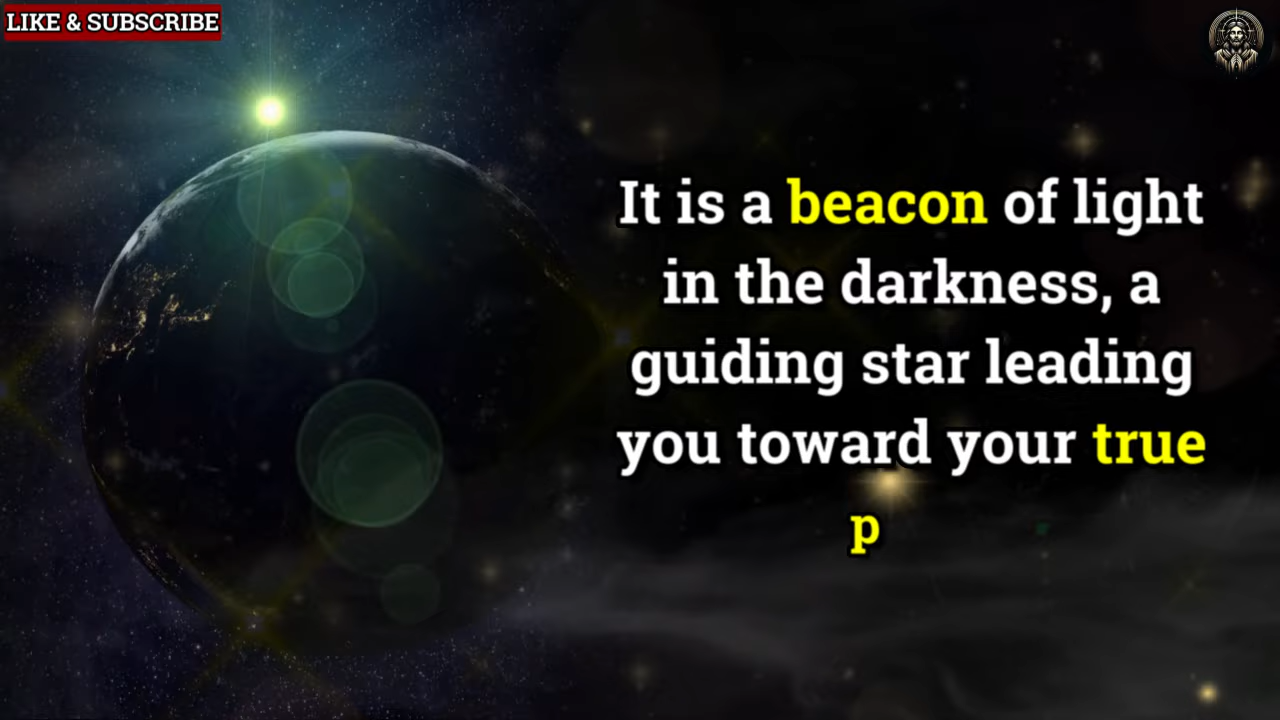 LIKE & SUBSCRIBE
It is a beacon of light
in the darkness, a
guiding star leading
you toward your true
p